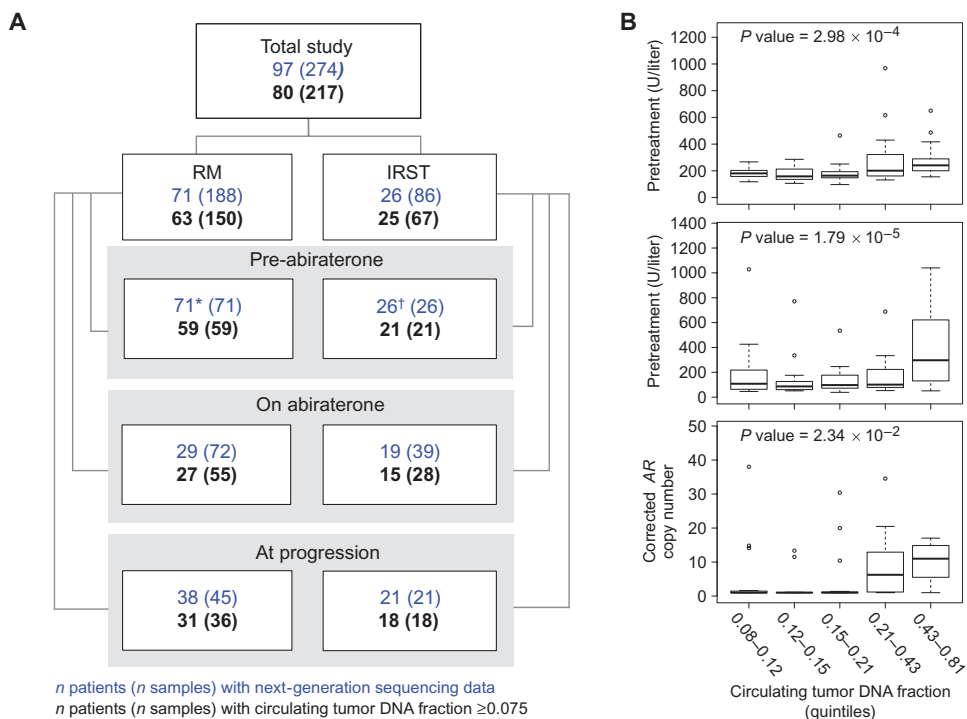 A
Total study
97 (274)
80 (217)
RM
71 (188)
63 (150)
IRST
26 (86)
25 (67)
Pre-abiraterone
71* (71)
59 (59)
26† (26)
21 (21)
On abiraterone
29 (72)
27 (55)
19 (39)
15 (28)
At progression
38 (45)
31 (36)
21 (21)
18 (18)
n patients (n samples) with next-generation sequencing data
n patients (n samples) with circulating tumor DNA fraction ≥0.075
B
P value = 2.98 × 10⁻⁴
Pretreatment (U/liter)
1200
1000
800
600
400
200
0
P value = 1.79 × 10⁻⁵
Pretreatment (U/liter)
1400
1200
1000
800
600
400
200
0
P value = 2.34 × 10⁻²
Corrected AR
copy number
50
40
30
20
10
0
0.08–0.12
0.12–0.15
0.15–0.21
0.21–0.43
0.43–0.81
Circulating tumor DNA fraction
(quintiles)